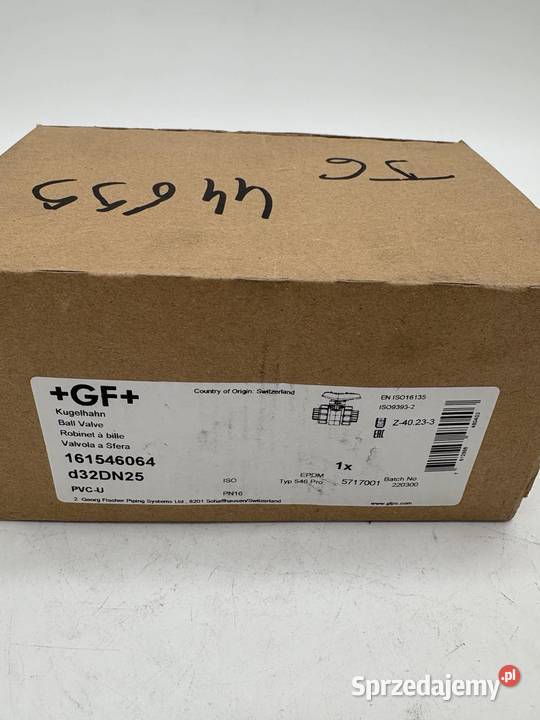 J6
44655
+GF+
Country of Origin: Switzerland
EN ISO16135
ISO9393-2
Kugelhahn
Ball Valve
Robinet à bille
Valvola a Sfera
Z-40.23-3
161546064
d32DN25
PVC-U
ISO
PN16
EPDM
Typ 546 Pro
1x
5717001
Batch No
220300
Georg Fischer Piping Systems Ltd., 8201 Schaffhausen/Switzerland
www.gfps.com
Sprzedajemy.pl